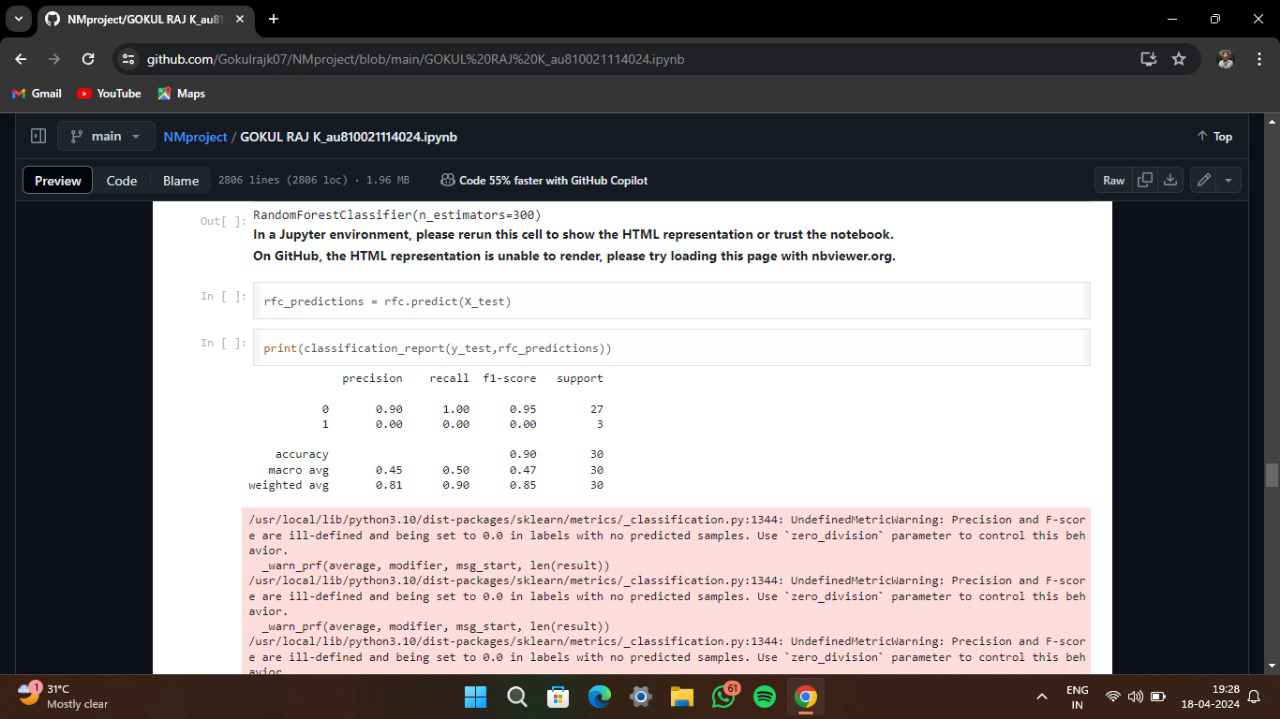 NMproject/GOKUL RAJ K_au81
github.com/Gokulrajk07/NMproject/blob/main/GOKUL%20RAJ%20K_au810021114024.ipynb
Gmail YouTube Maps
main NMproject / GOKUL RAJ K_au810021114024.ipynb Top
Preview Code Blame 2806 lines (2806 loc) · 1.96 MB Code 55% faster with GitHub Copilot Raw
Out[ ]: RandomForestClassifier(n_estimators=300)
In a Jupyter environment, please rerun this cell to show the HTML representation or trust the notebook.
On GitHub, the HTML representation is unable to render, please try loading this page with nbviewer.org.
In [ ]: rfc_predictions = rfc.predict(X_test)
In [ ]: print(classification_report(y_test,rfc_predictions))
precision recall f1-score support
0 0.90 1.00 0.95 27
1 0.00 0.00 0.00 3
accuracy 0.90 30
macro avg 0.45 0.50 0.47 30
weighted avg 0.81 0.90 0.85 30
/usr/local/lib/python3.10/dist-packages/sklearn/metrics/_classification.py:1344: UndefinedMetricWarning: Precision and F-scor
e are ill-defined and being set to 0.0 in labels with no predicted samples. Use `zero_division` parameter to control this beh
avior.
_warn_prf(average, modifier, msg_start, len(result))
/usr/local/lib/python3.10/dist-packages/sklearn/metrics/_classification.py:1344: UndefinedMetricWarning: Precision and F-scor
e are ill-defined and being set to 0.0 in labels with no predicted samples. Use `zero_division` parameter to control this beh
avior.
_warn_prf(average, modifier, msg_start, len(result))
/usr/local/lib/python3.10/dist-packages/sklearn/metrics/_classification.py:1344: UndefinedMetricWarning: Precision and F-scor
e are ill-defined and being set to 0.0 in labels with no predicted samples. Use `zero_division` parameter to control this beh
avior.
1 31°C
Mostly clear
61
ENG
IN
19:28
18-04-2024